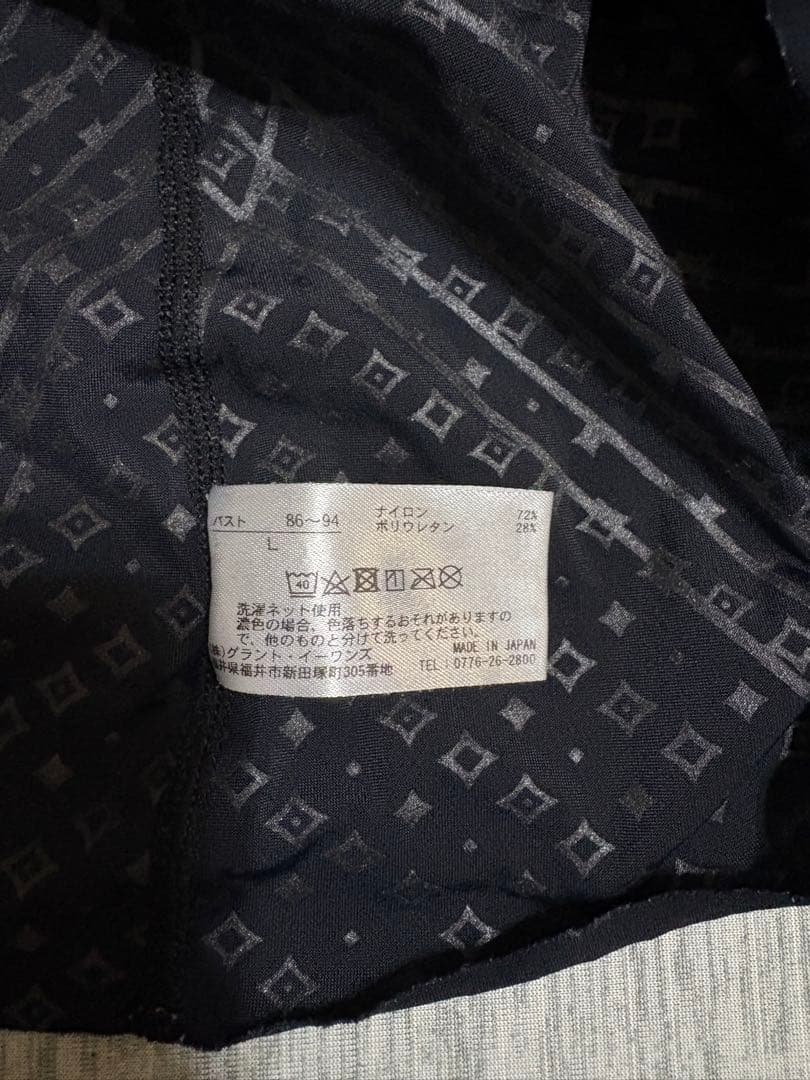 バスト 86～94 ナイロン 72%
L ポリウレタン 28%
40
洗濯ネット使用
濃色の場合、色落ちするおそれがありますの
で、他のものと分けて洗ってください。
(株)グラント・イーワンズ MADE IN JAPAN
福井県福井市新田塚町305番地 TEL:0776-26-2800